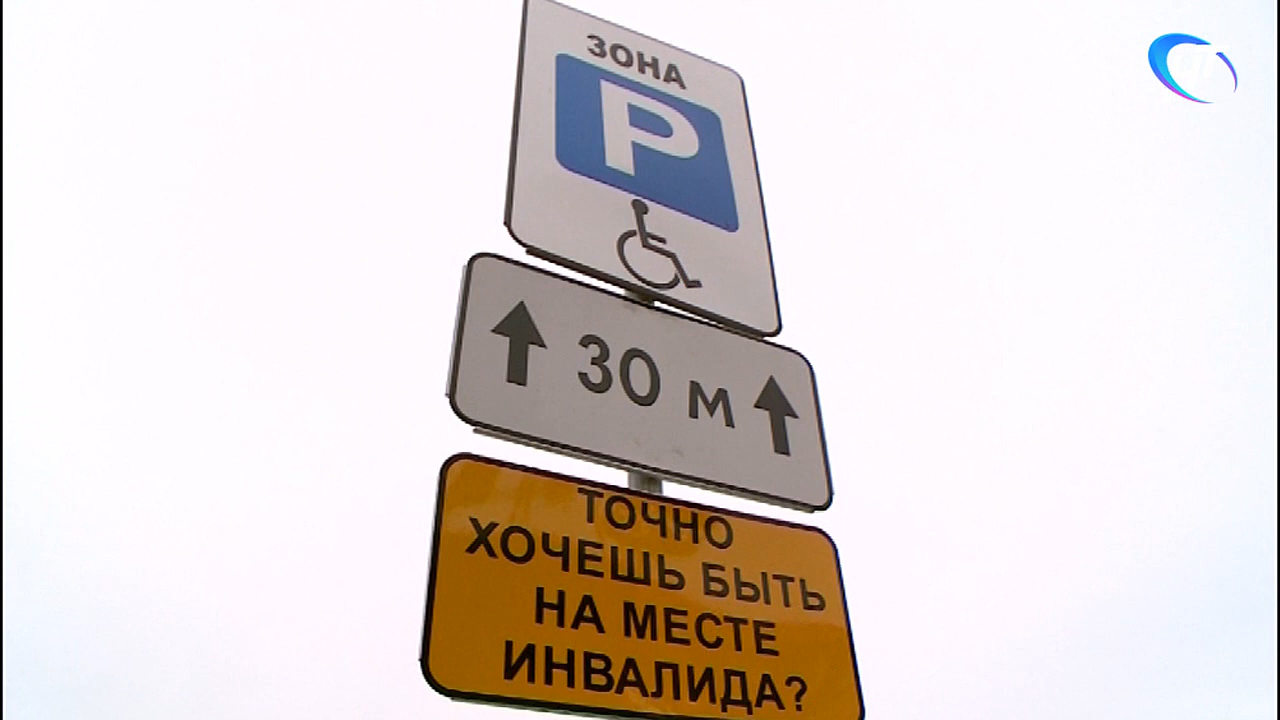 ЗОНА
P
30 м
ТОЧНО
ХОЧЕШЬ БЫТЬ
НА МЕСТЕ
ИНВАЛИДА?